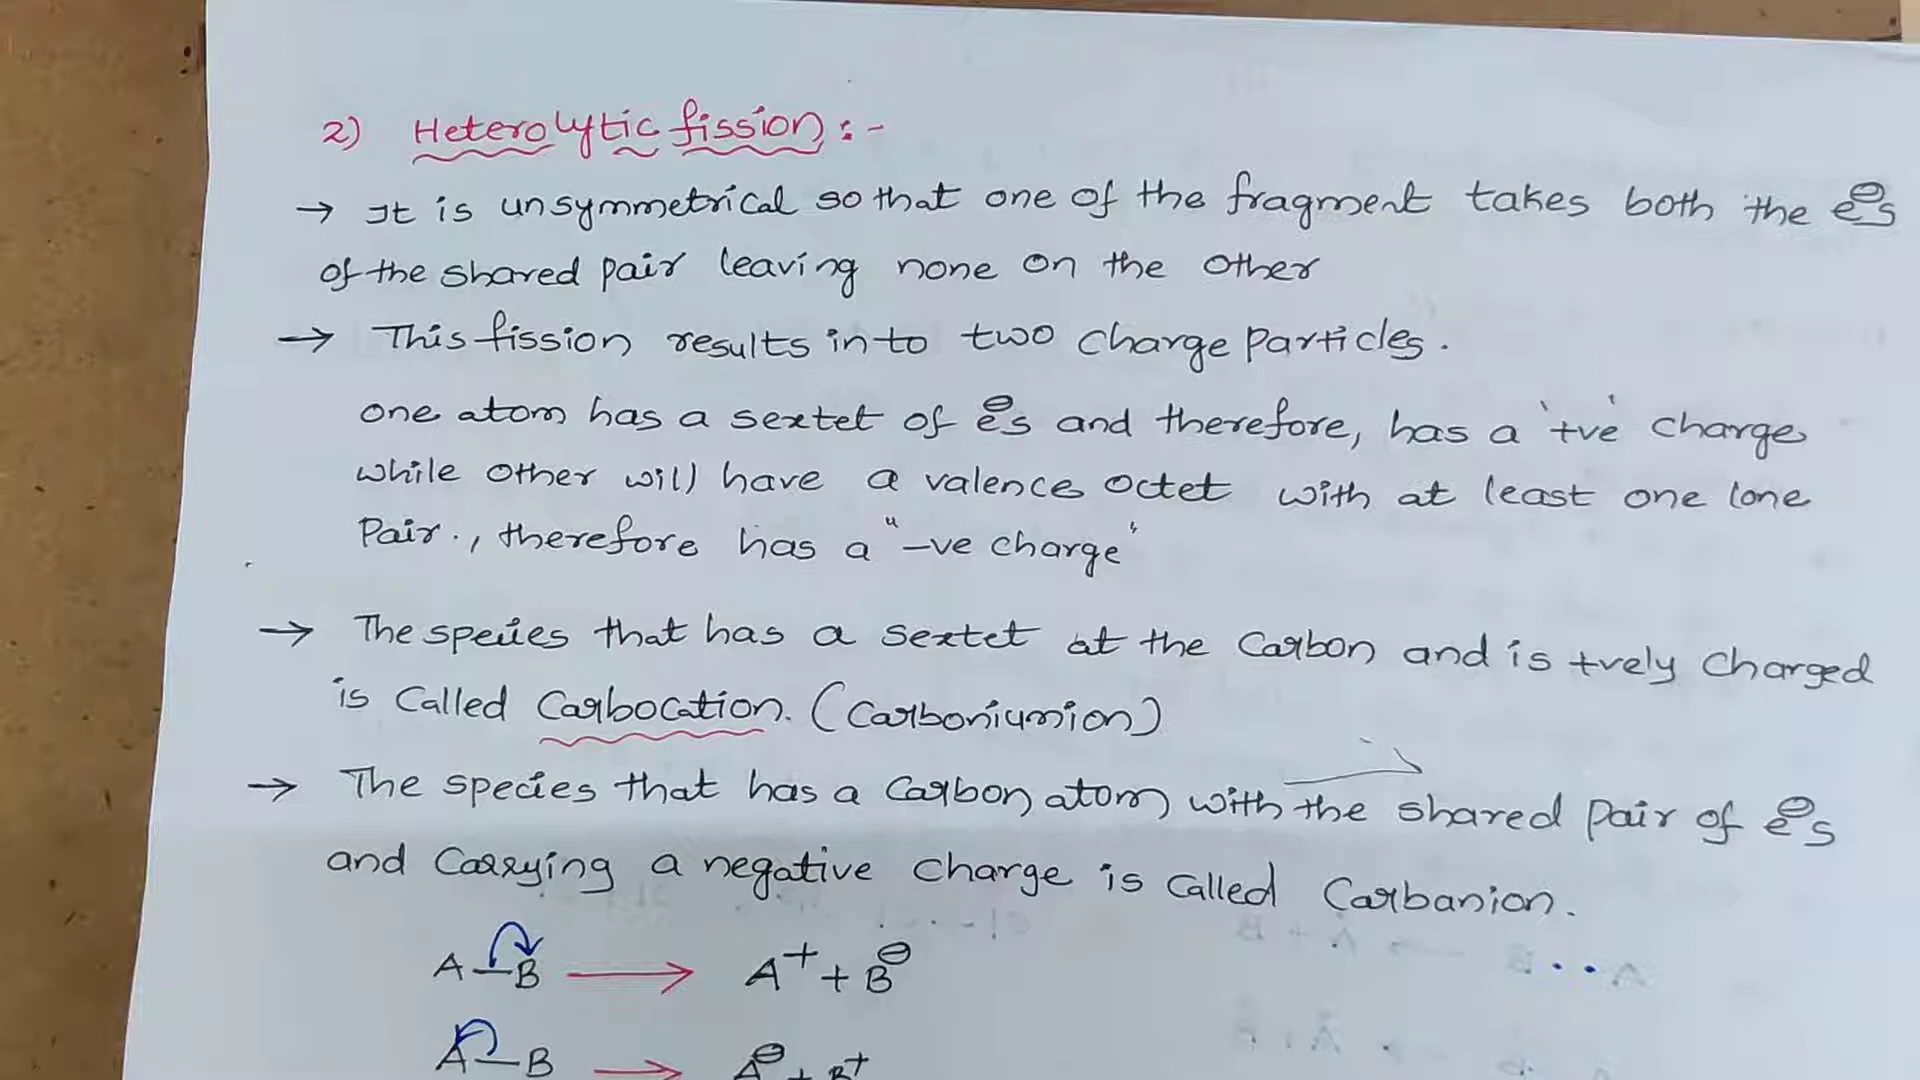 2) Heterolytic fission :-
→ It is unsymmetrical so that one of the fragment takes both the e⊖s
of the shared pair leaving none on the other
→ This fission results in to two charge particles.
one atom has a sextet of e⊖s and therefore, has a '+ve' charge
while other will have a valence octet with at least one lone
Pair., therefore has a "-ve charge"
→ The species that has a sextet at the Carbon and is +vely charged
is called Carbocation. (Carboniumion)
→ The species that has a Carbon atom with the shared pair of e⊖s
and Carrying a negative charge is called Carbanion.
A-B → A⁺ + B⊖
A-B → A⊖ + B⁺